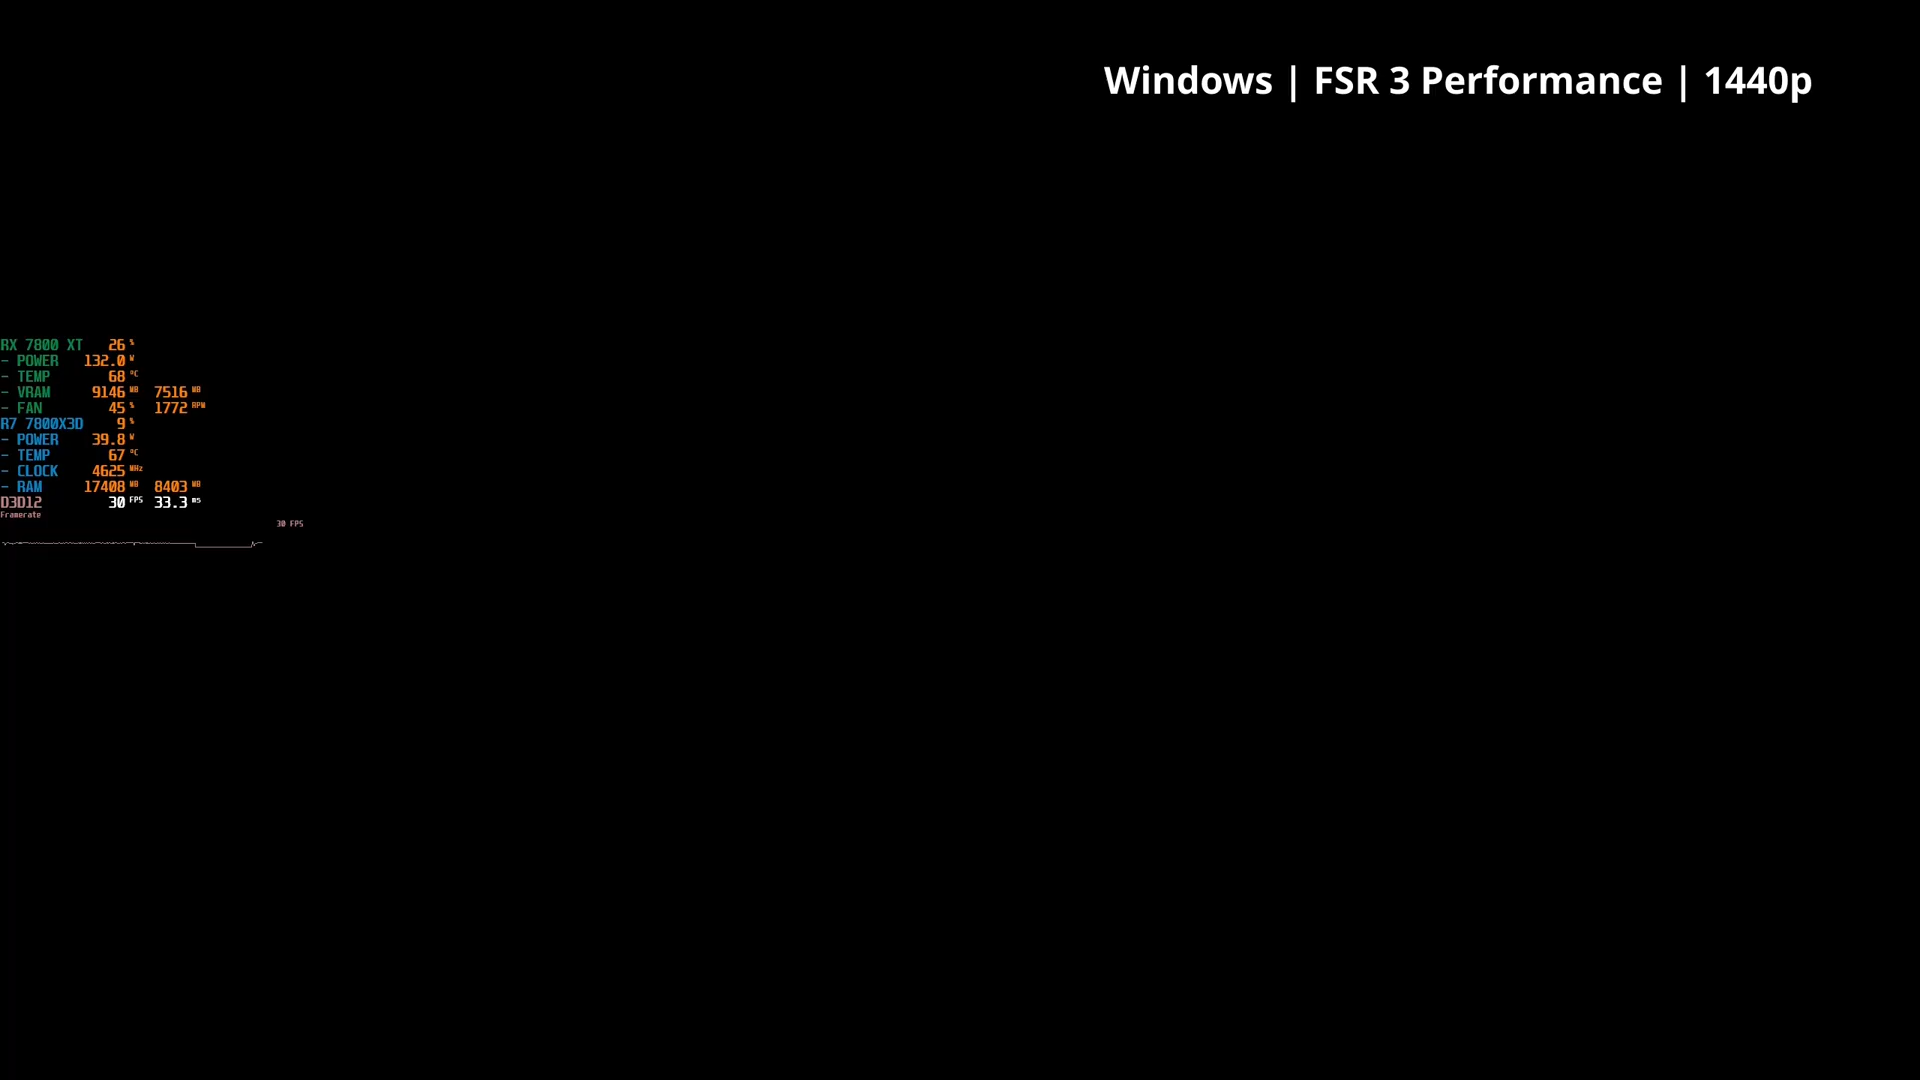 Windows | FSR 3 Performance | 1440p
RX 7800 XT 26 %
- POWER 132.0 W
- TEMP 68 °C
- VRAM 9146 MB 7516 MB
- FAN 45 % 1772 RPM
R7 7800X3D 9 %
- POWER 39.8 W
- TEMP 67 °C
- CLOCK 4625 MHz
- RAM 17408 MB 8403 MB
D3D12 30 FPS 33.3 ms
Framerate
30 FPS